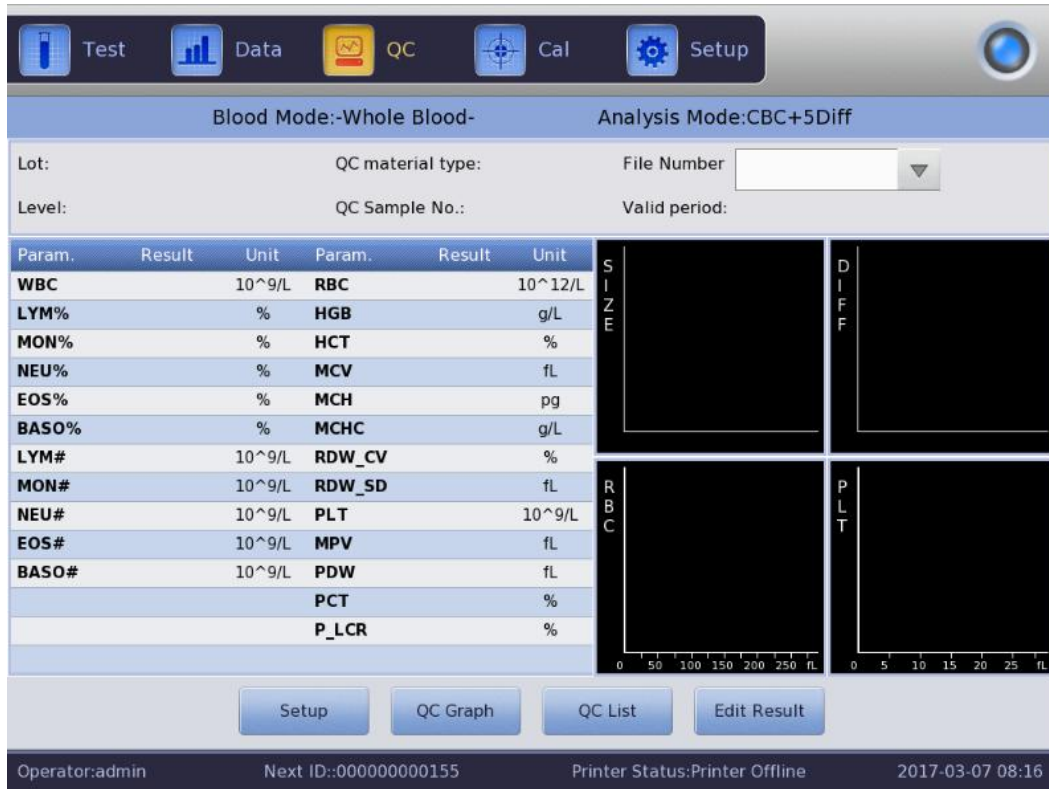 Test Data QC Cal Setup
Blood Mode:-Whole Blood- Analysis Mode:CBC+5Diff
Lot: QC material type: File Number
Level: QC Sample No.: Valid period:
Param. Result Unit Param. Result Unit
WBC 10^9/L RBC 10^12/L
LYM% % HGB g/L
MON% % HCT %
NEU% % MCV fL
EOS% % MCH pg
BASO% % MCHC g/L
LYM# 10^9/L RDW_CV %
MON# 10^9/L RDW_SD fL
NEU# 10^9/L PLT 10^9/L
EOS# 10^9/L MPV fL
BASO# 10^9/L PDW fL
PCT %
P_LCR %
SIZE
DIFF
RBC
0 50 100 150 200 250 fL
PLT
0 5 10 15 20 25 fL
Setup QC Graph QC List Edit Result
Operator:admin Next ID::000000000155 Printer Status:Printer Offline 2017-03-07 08:16